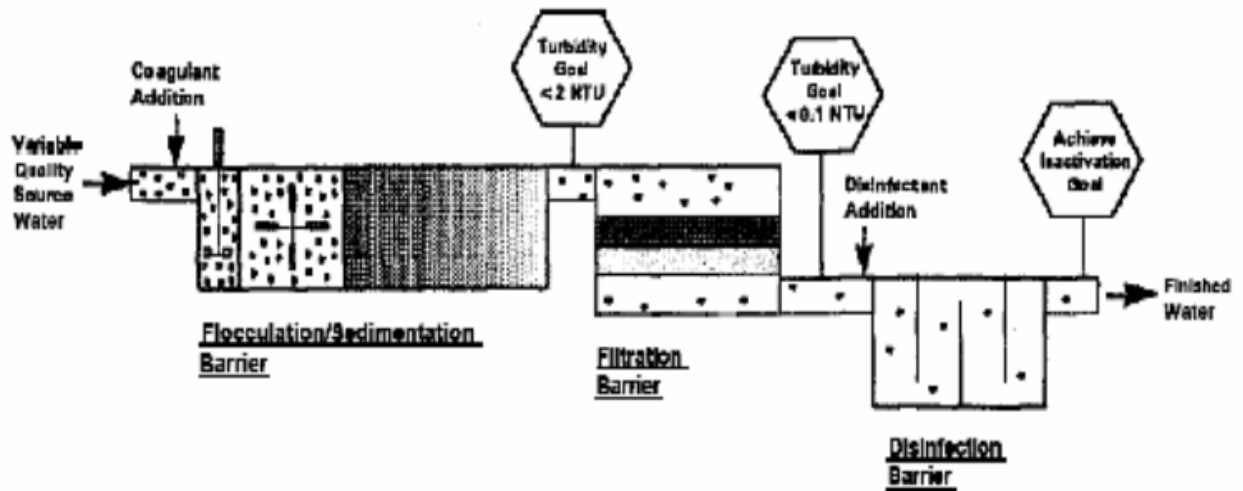 Variable
Quality
Source
Water
Coagulant
Addition
Flocculation/Sedimentation
Barrier
Turbidity
Goal
<2 NTU
Filtration
Barrier
Turbidity
Goal
<0.1 NTU
Disinfectant
Addition
Disinfection
Barrier
Achieve
Inactivation
Goal
Finished
Water